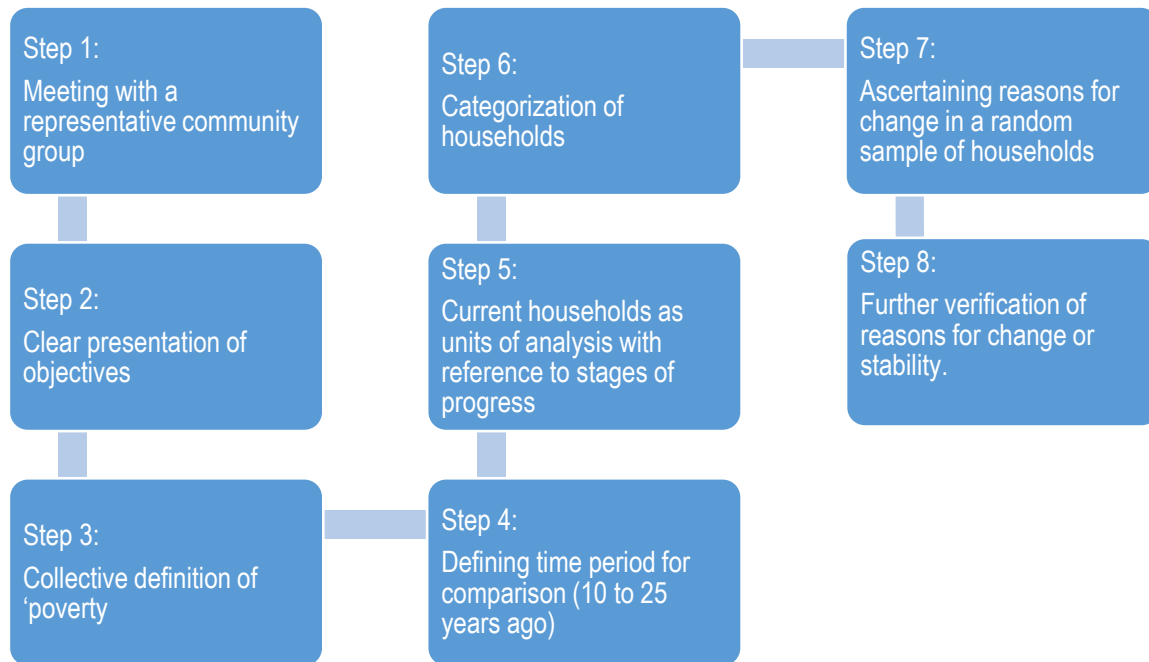 Step 1:
Meeting with a
representative community
group
Step 2:
Clear presentation of
objectives
Step 3:
Collective definition of
‘poverty
Step 4:
Defining time period for
comparison (10 to 25
years ago)
Step 5:
Current households as
units of analysis with
reference to stages of
progress
Step 6:
Categorization of
households
Step 7:
Ascertaining reasons for
change in a random
sample of households
Step 8:
Further verification of
reasons for change or
stability.